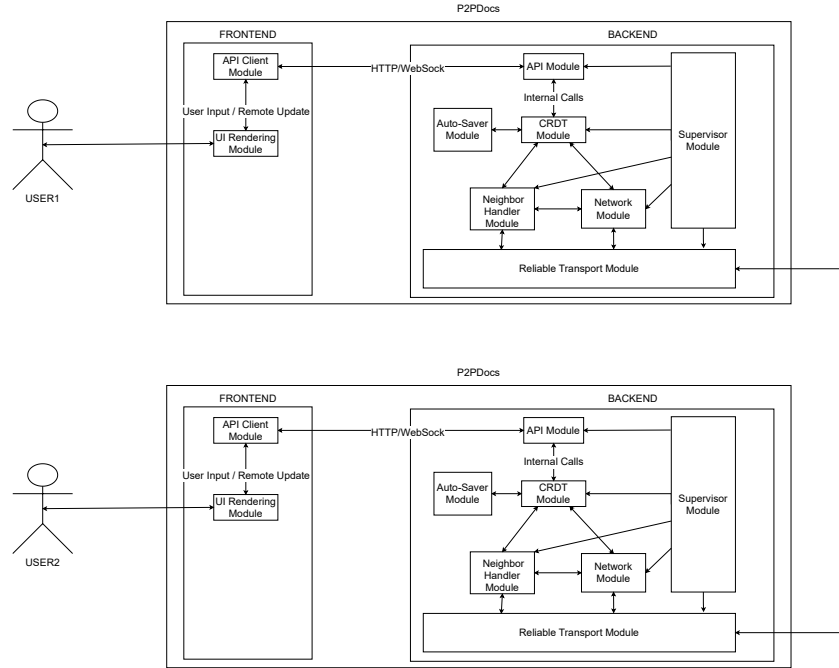 P2PDocs
FRONTEND
BACKEND
API Client
Module
HTTP/WebSock
API Module
User Input / Remote Update
Internal Calls
UI Rendering
Module
Auto-Saver
Module
CRDT
Module
Supervisor
Module
USER1
Neighbor
Handler
Module
Network
Module
Reliable Transport Module
P2PDocs
FRONTEND
BACKEND
API Client
Module
HTTP/WebSock
API Module
User Input / Remote Update
Internal Calls
UI Rendering
Module
Auto-Saver
Module
CRDT
Module
Supervisor
Module
USER2
Neighbor
Handler
Module
Network
Module
Reliable Transport Module